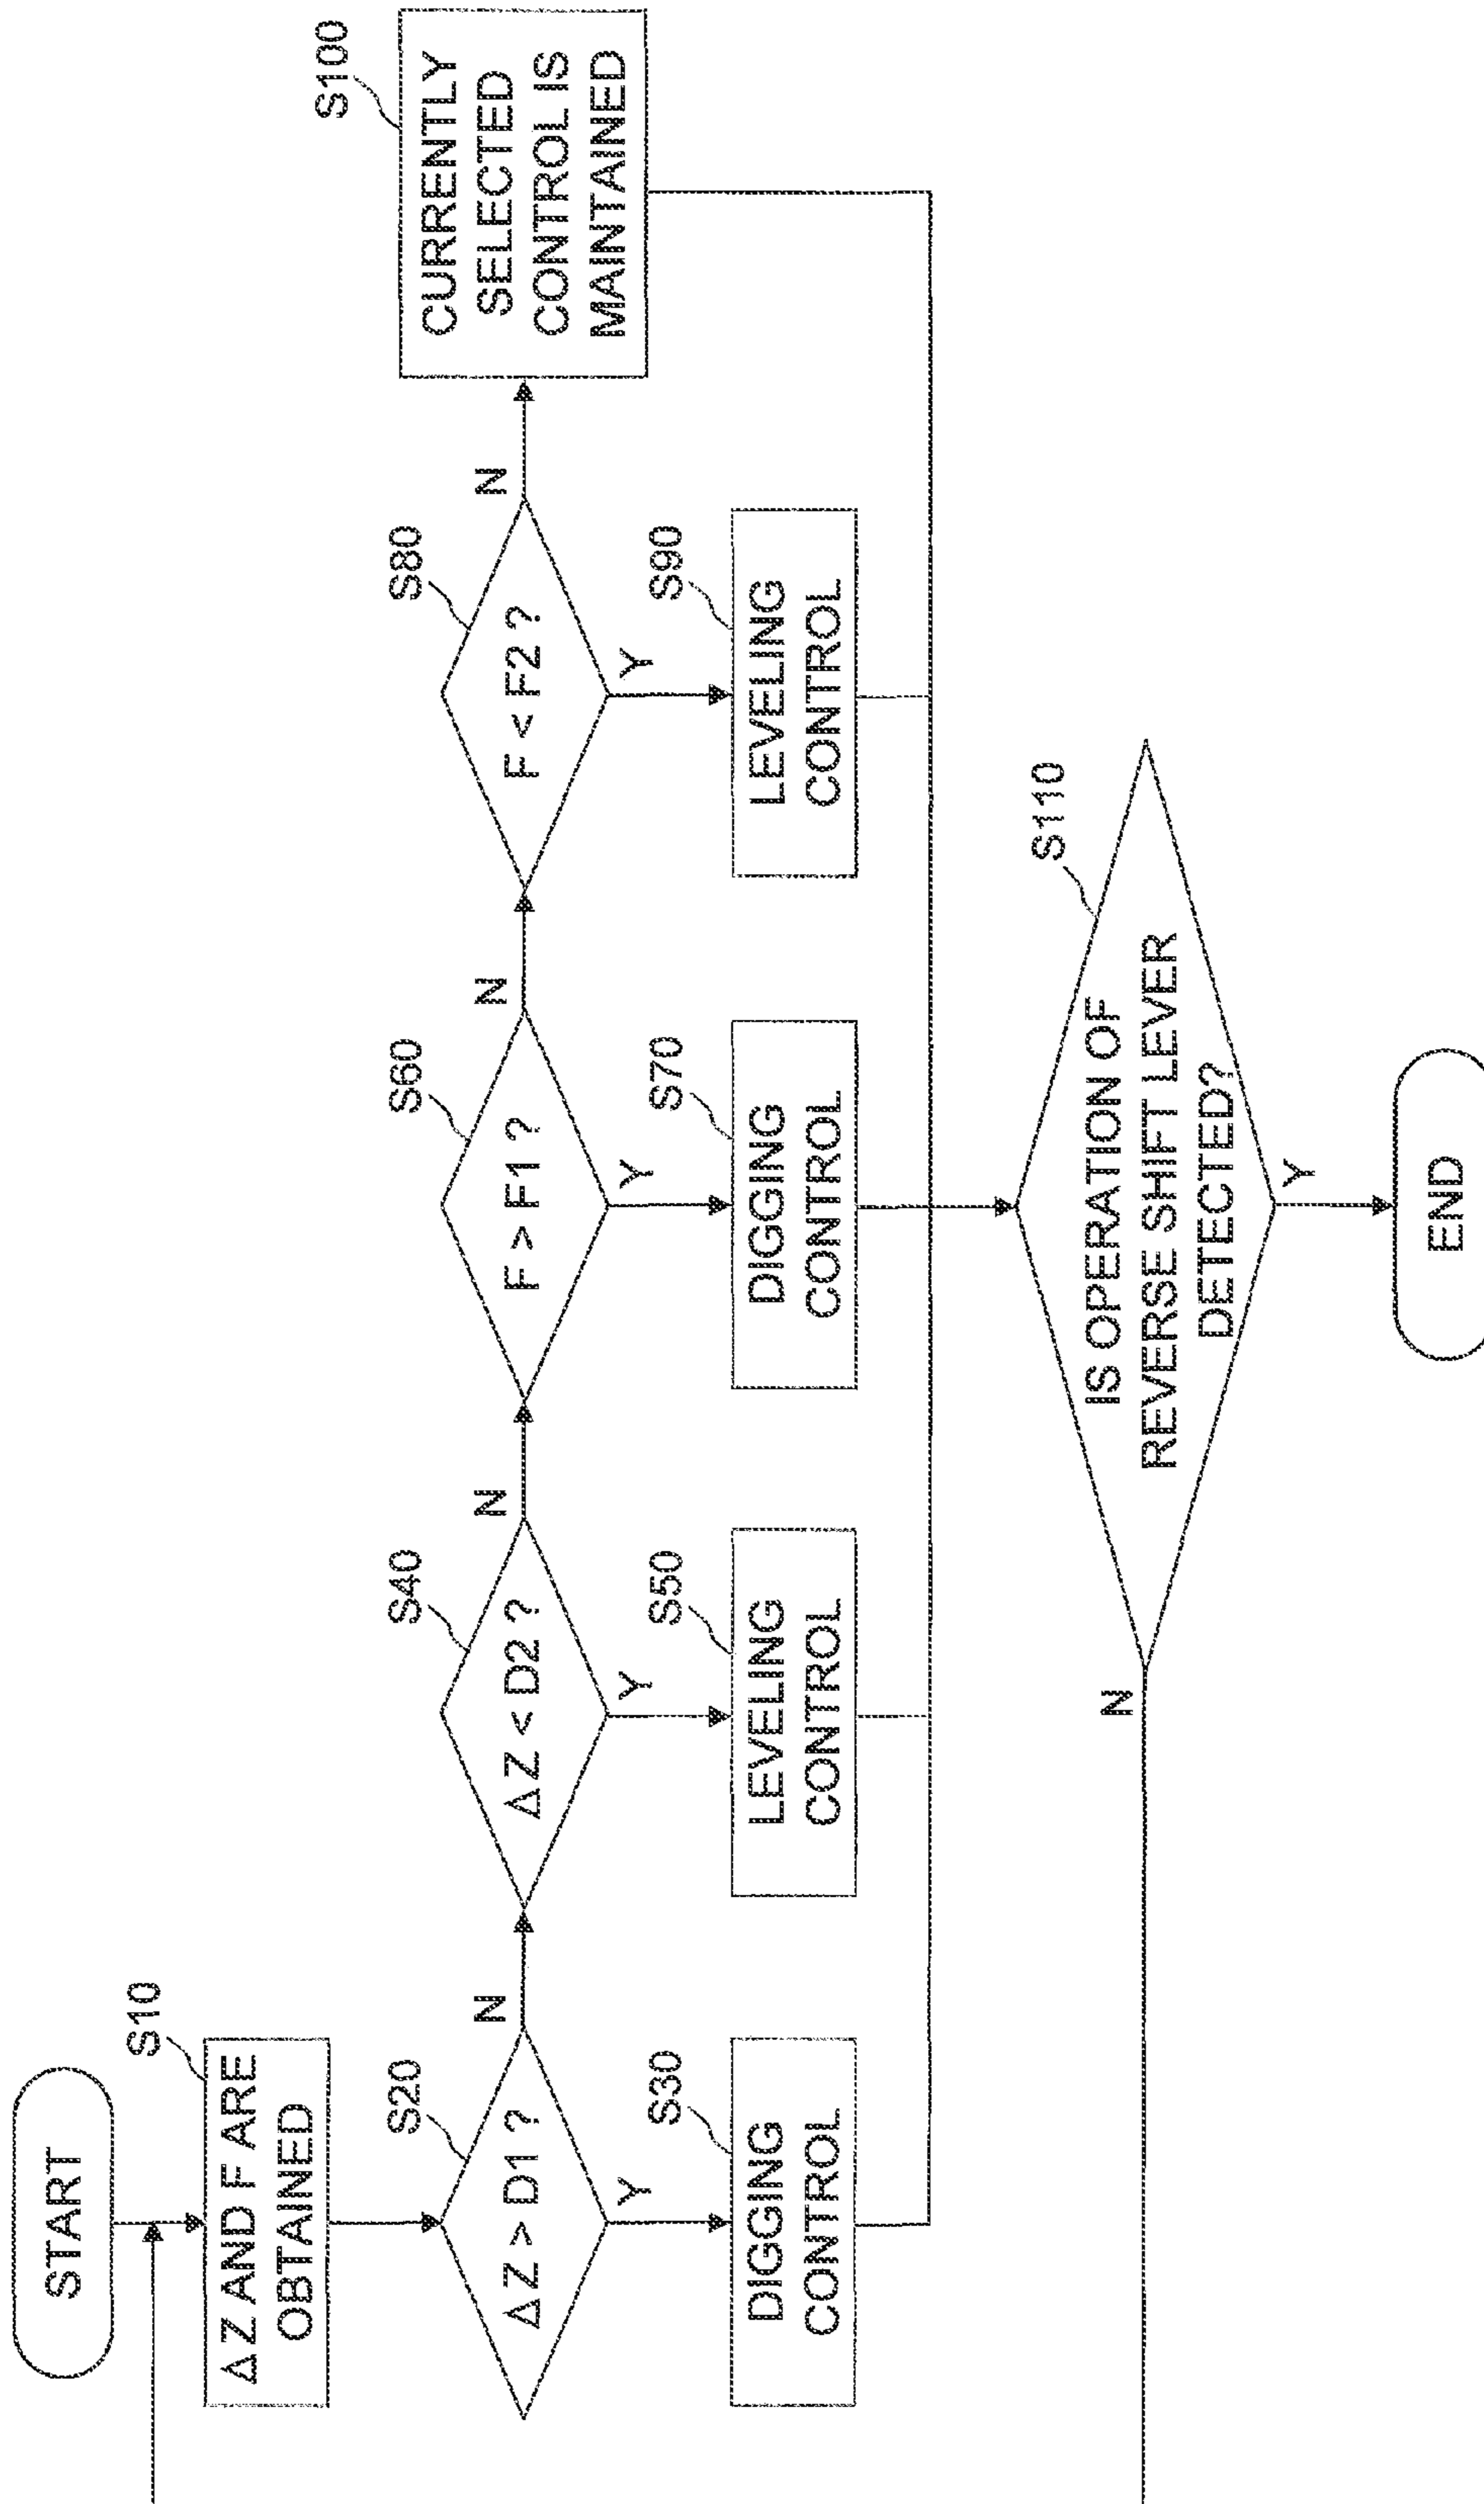 START
S10
ΔZ AND F ARE
OBTAINED
S20
ΔZ > D1 ?
N
Y
S30
DIGGING
CONTROL
S40
ΔZ < D2 ?
N
Y
S50
LEVELING
CONTROL
S60
F > F1 ?
N
Y
S70
DIGGING
CONTROL
S80
F < F2 ?
N
Y
S90
LEVELING
CONTROL
S100
CURRENTLY
SELECTED
CONTROL IS
MAINTAINED
S110
IS OPERATION OF
REVERSE SHIFT LEVER
DETECTED?
N
Y
END